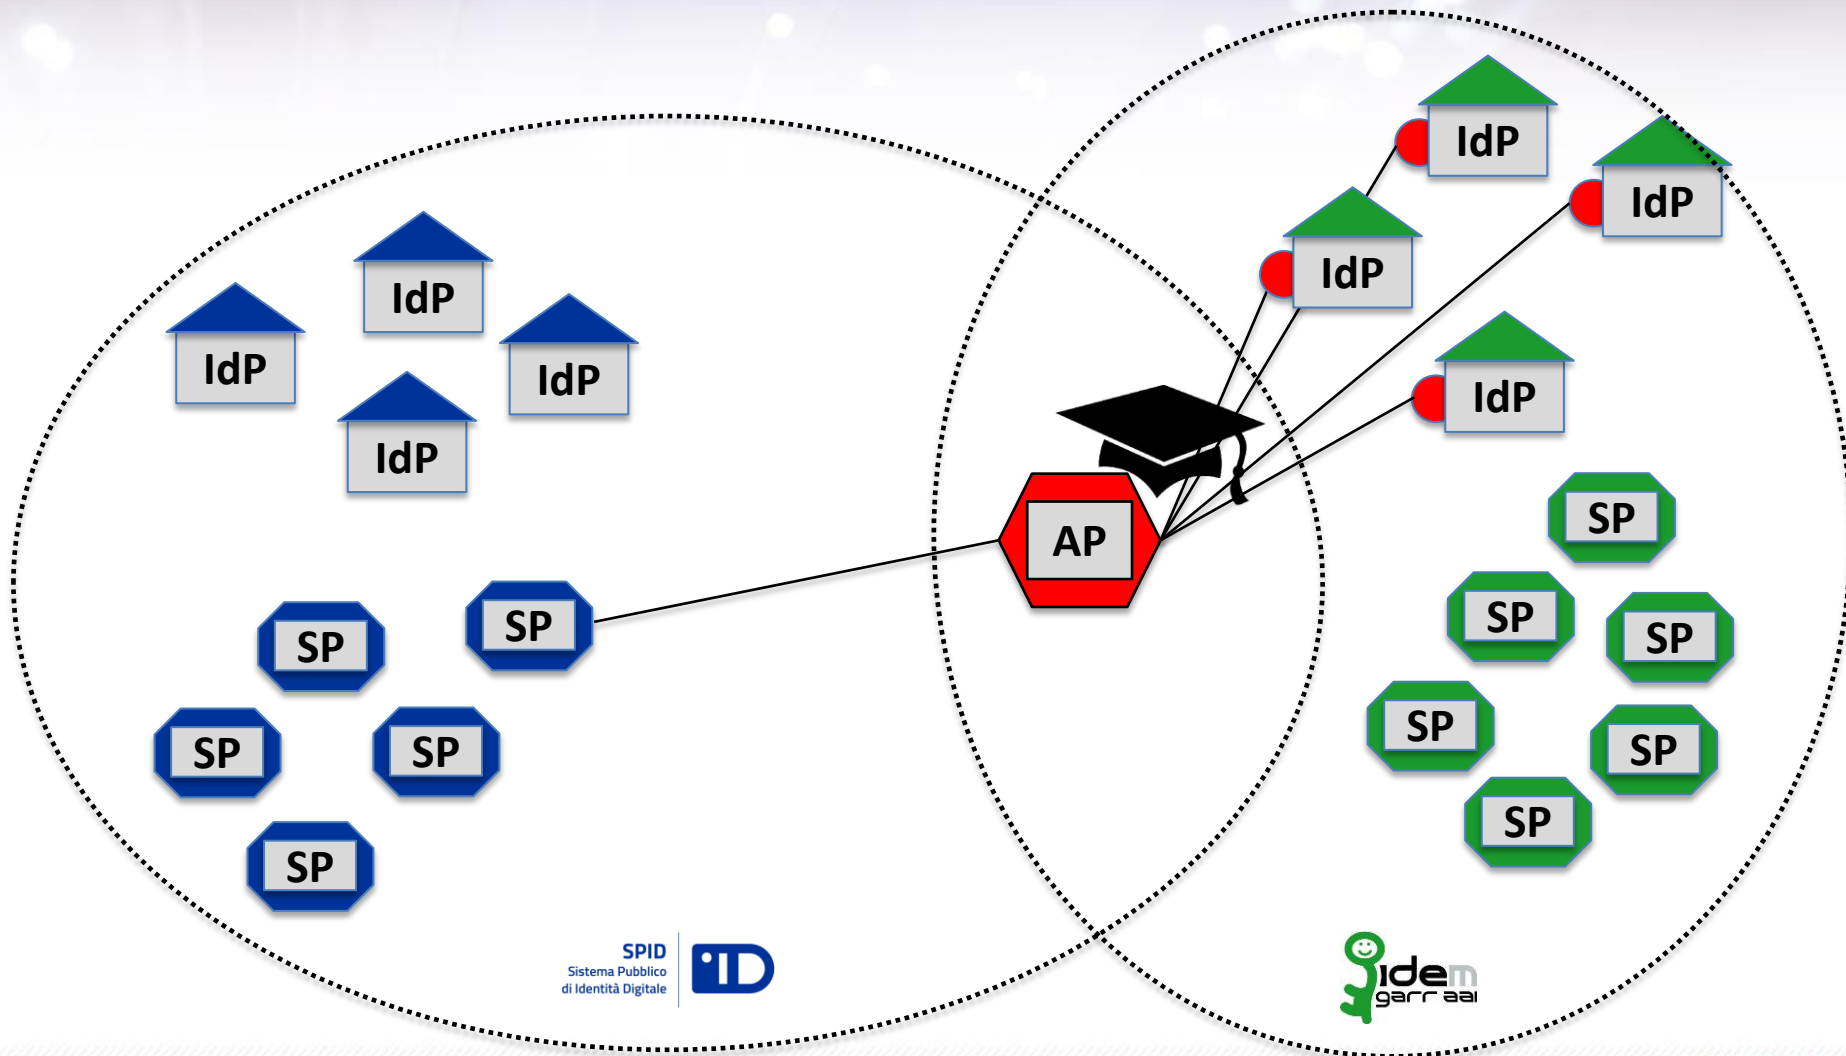 IdP
IdP
IdP
IdP
IdP
IdP
IdP
IdP
AP
SP
SP
SP
SP
SP
SP
SP
SP
SP
SP
SP
SPID
Sistema Pubblico
di Identità Digitale
iD
idem
garr aai